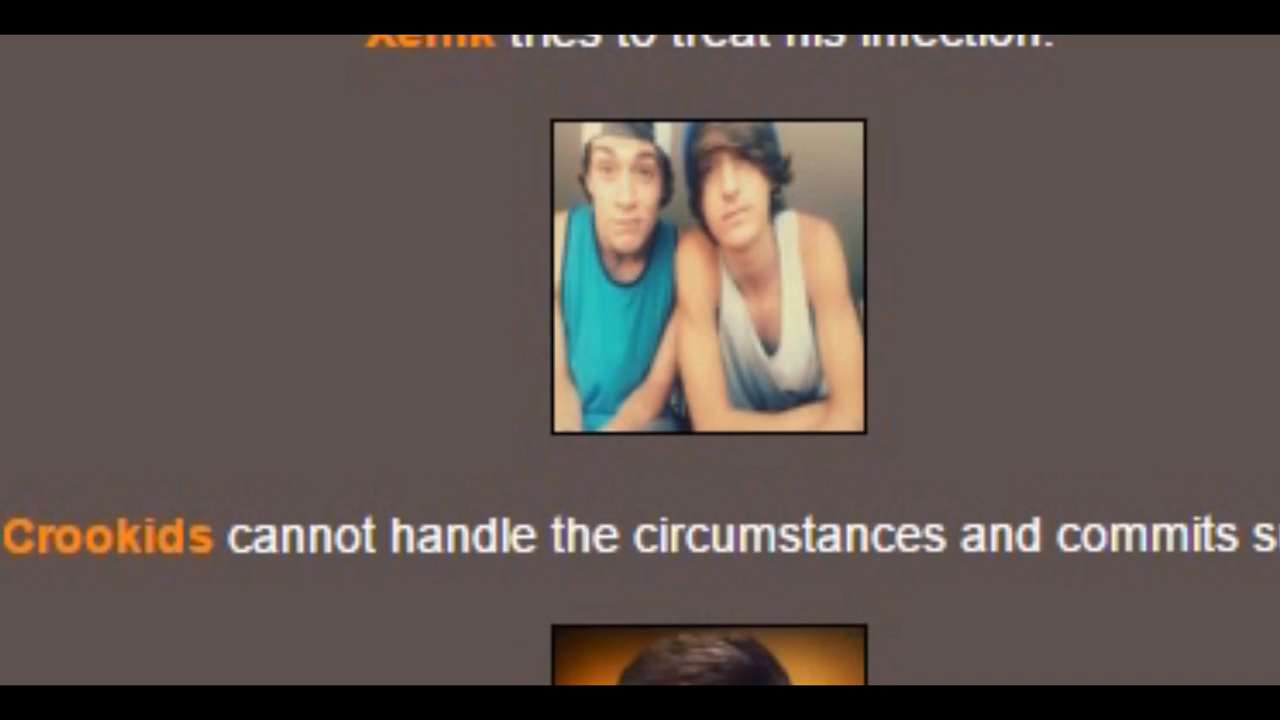 tries to treat his infection.
Crookids cannot handle the circumstances and commits